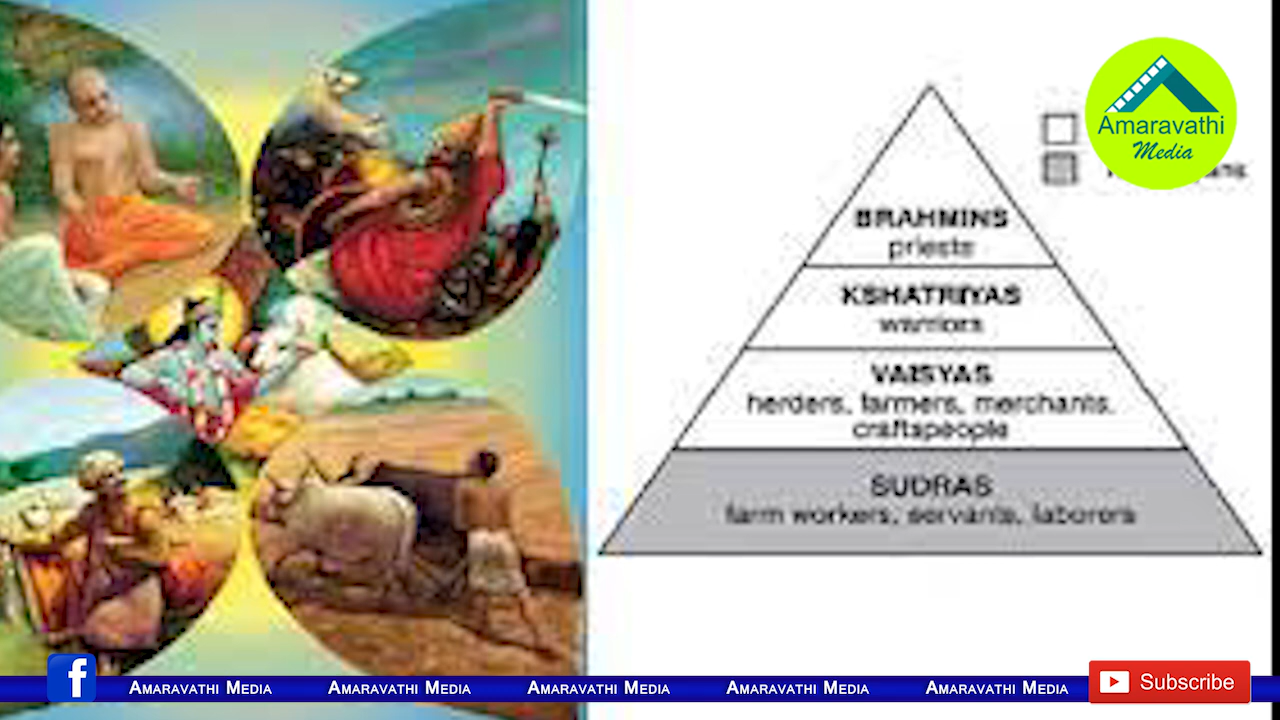 Amaravathi
Media
BRAHMINS
priests
KSHATRIYAS
warriors
VAISYAS
herders, farmers, merchants,
craftspeople
SUDRAS
farm workers, servants, laborers
f
AMARAVATHI MEDIA AMARAVATHI MEDIA AMARAVATHI MEDIA AMARAVATHI MEDIA AMARAVATHI MEDIA
Subscribe